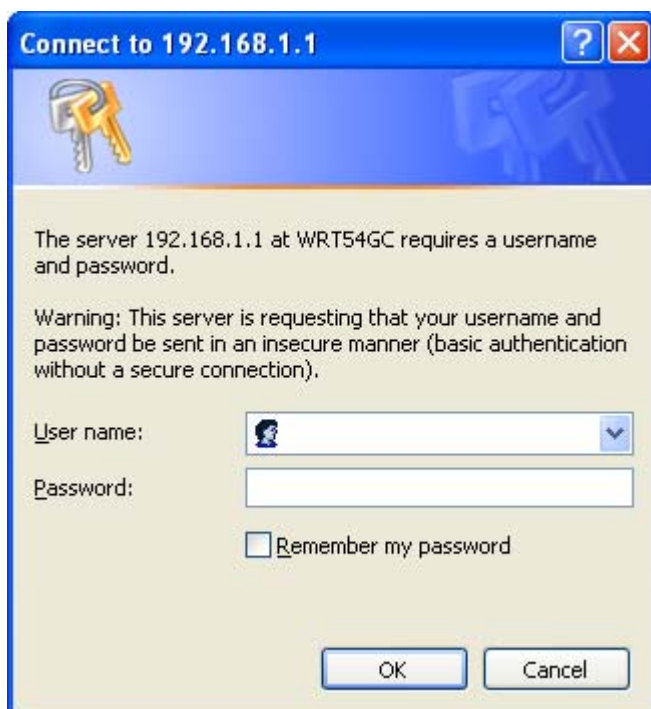 Connect to 192.168.1.1
The server 192.168.1.1 at WRT54GC requires a username
and password.
Warning: This server is requesting that your username and
password be sent in an insecure manner (basic authentication
without a secure connection).
User name:
Password:
Remember my password
OK Cancel